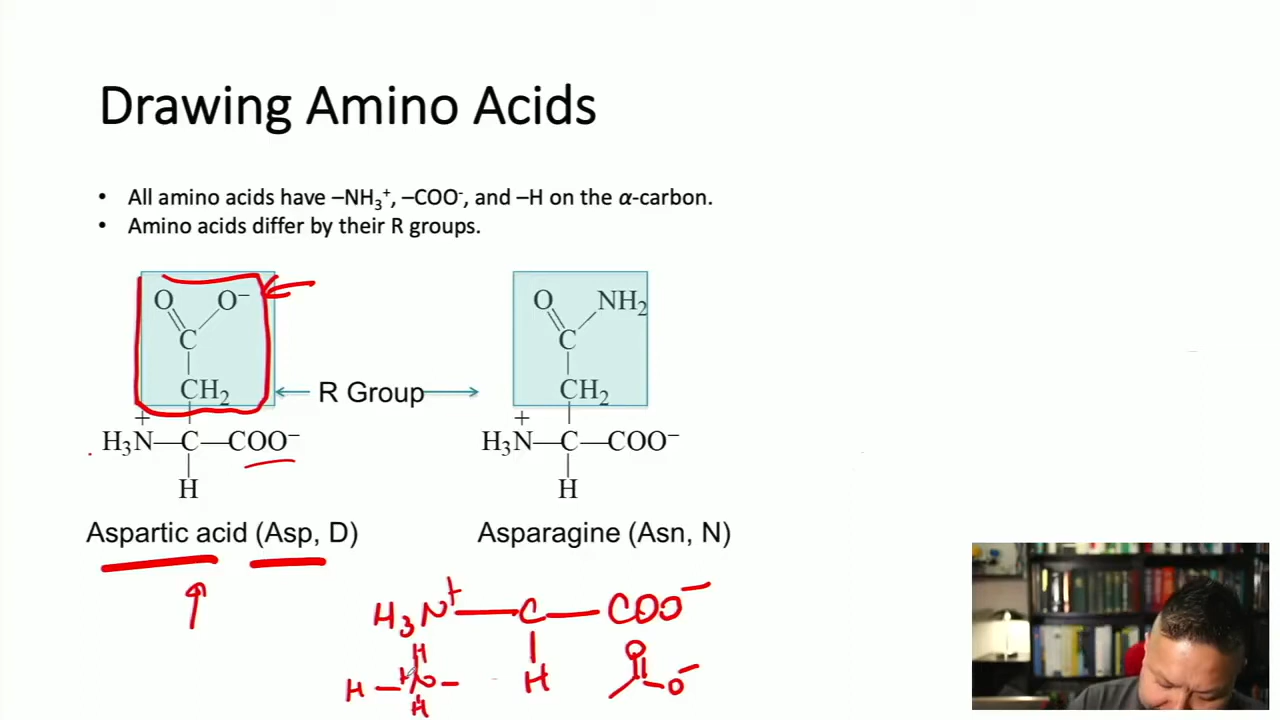 Drawing Amino Acids
• All amino acids have –NH₃⁺, –COO⁻, and –H on the α-carbon.
• Amino acids differ by their R groups.
O O⁻ O NH₂
C C
CH₂ R Group CH₂
+ +
H₃N—C—COO⁻ H₃N—C—COO⁻
H H
Aspartic acid (Asp, D) Asparagine (Asn, N)
H₃N⁺—C—COO⁻
H O
H H O⁻
H